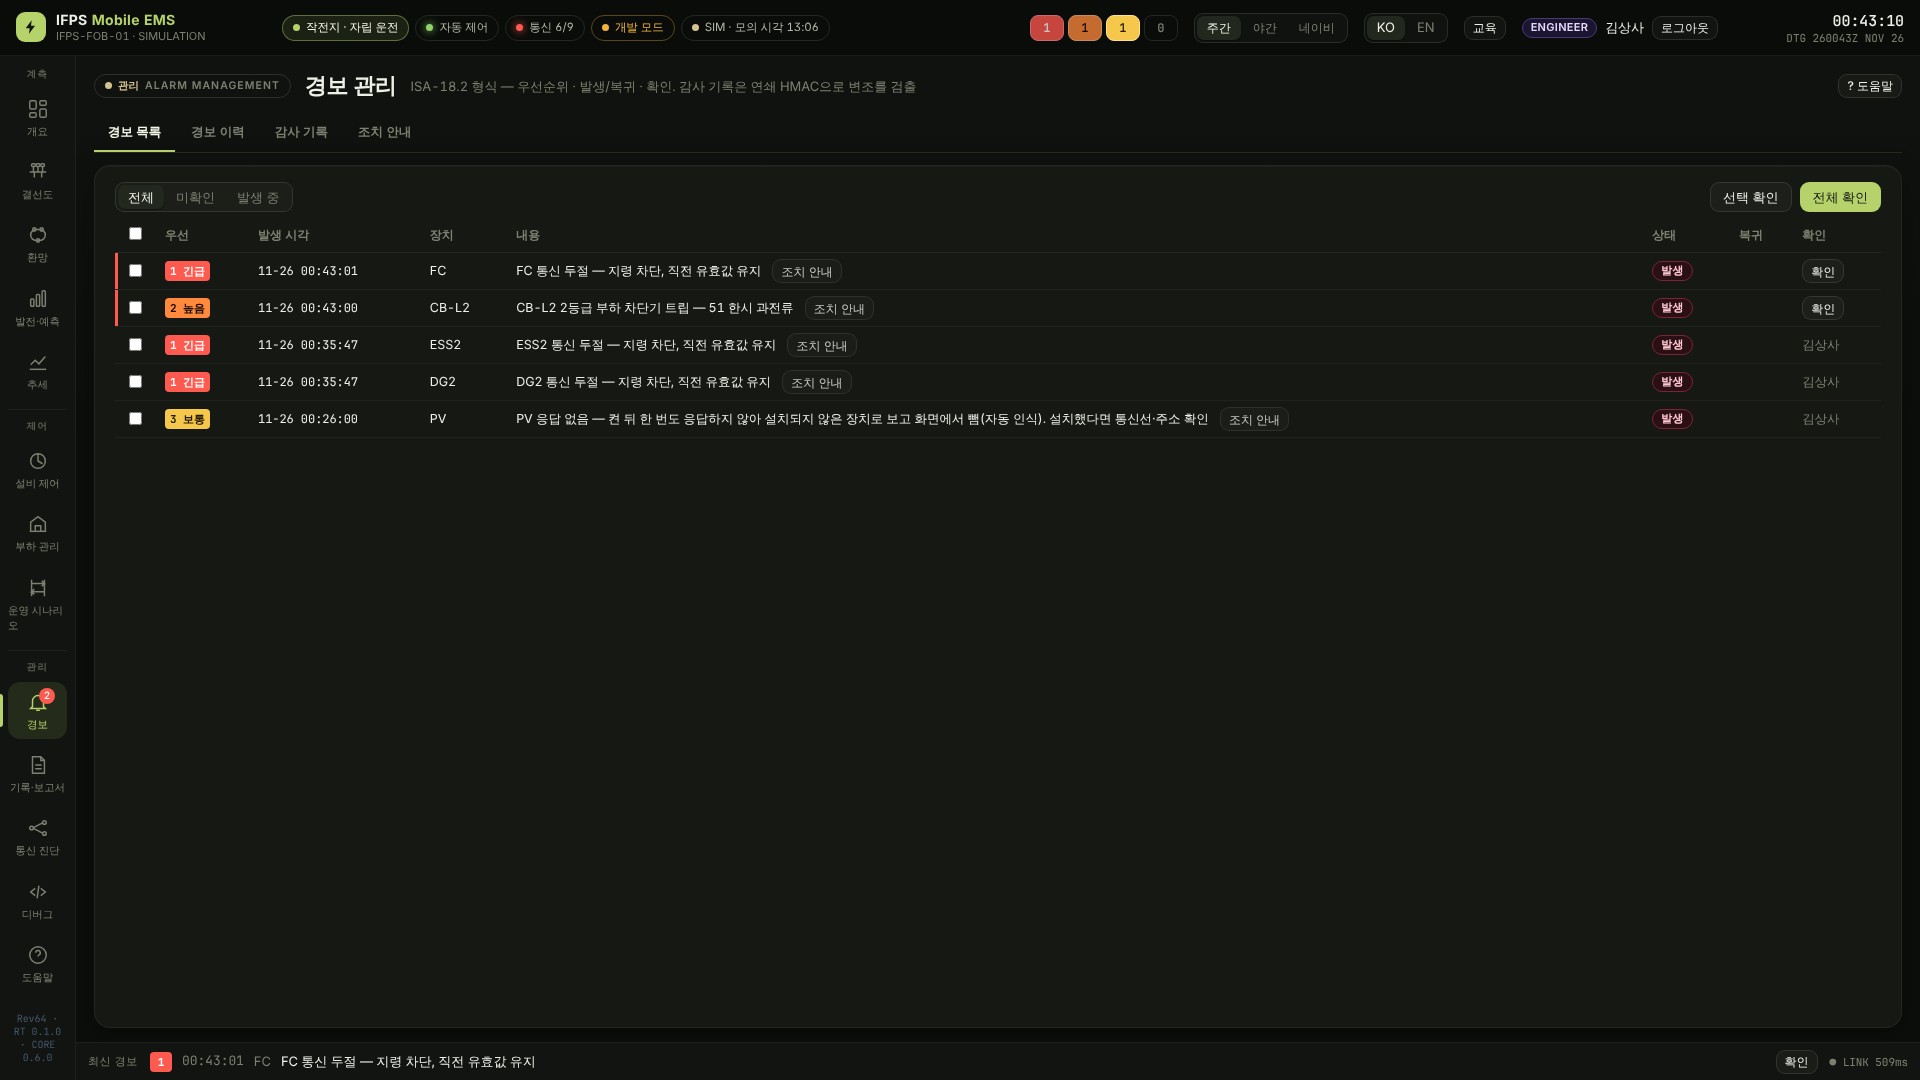 IFPS Mobile EMS
IFPS-FOB-01 · SIMULATION
작전지 · 자립 운전
자동 제어
통신 6/9
개발 모드
SIM · 모의 시각 13:06
1 1 1 0
주간 야간 네이비
KO EN
교육
ENGINEER 김상사 로그아웃
00:43:10
DTG 260043Z NOV 26
계측
개요
결선도
환망
발전·예측
추세
제어
설비 제어
부하 관리
운영 시나리
오
관리
2
경보
기록·보고서
통신 진단
디버그
도움말
Rev64 ·
RT 0.1.0
· CORE
0.6.0
관리 ALARM MANAGEMENT
경보 관리
ISA-18.2 형식 — 우선순위 · 발생/복귀 · 확인. 감사 기록은 연쇄 HMAC으로 변조를 검출
? 도움말
경보 목록 경보 이력 감사 기록 조치 안내
전체 미확인 발생 중
선택 확인 전체 확인
우선 발생 시각 장치 내용 상태 복귀 확인
1 긴급 11-26 00:43:01 FC FC 통신 두절 — 지령 차단, 직전 유효값 유지 조치 안내 발생 확인
2 높음 11-26 00:43:00 CB-L2 CB-L2 2등급 부하 차단기 트립 — 51 한시 과전류 조치 안내 발생 확인
1 긴급 11-26 00:35:47 ESS2 ESS2 통신 두절 — 지령 차단, 직전 유효값 유지 조치 안내 발생 김상사
1 긴급 11-26 00:35:47 DG2 DG2 통신 두절 — 지령 차단, 직전 유효값 유지 조치 안내 발생 김상사
3 보통 11-26 00:26:00 PV PV 응답 없음 — 켠 뒤 한 번도 응답하지 않아 설치되지 않은 장치로 보고 화면에서 뺌(자동 인식). 설치했다면 통신선·주소 확인 조치 안내 발생 김상사
최신 경보 1 00:43:01 FC FC 통신 두절 — 지령 차단, 직전 유효값 유지
확인 LINK 509ms